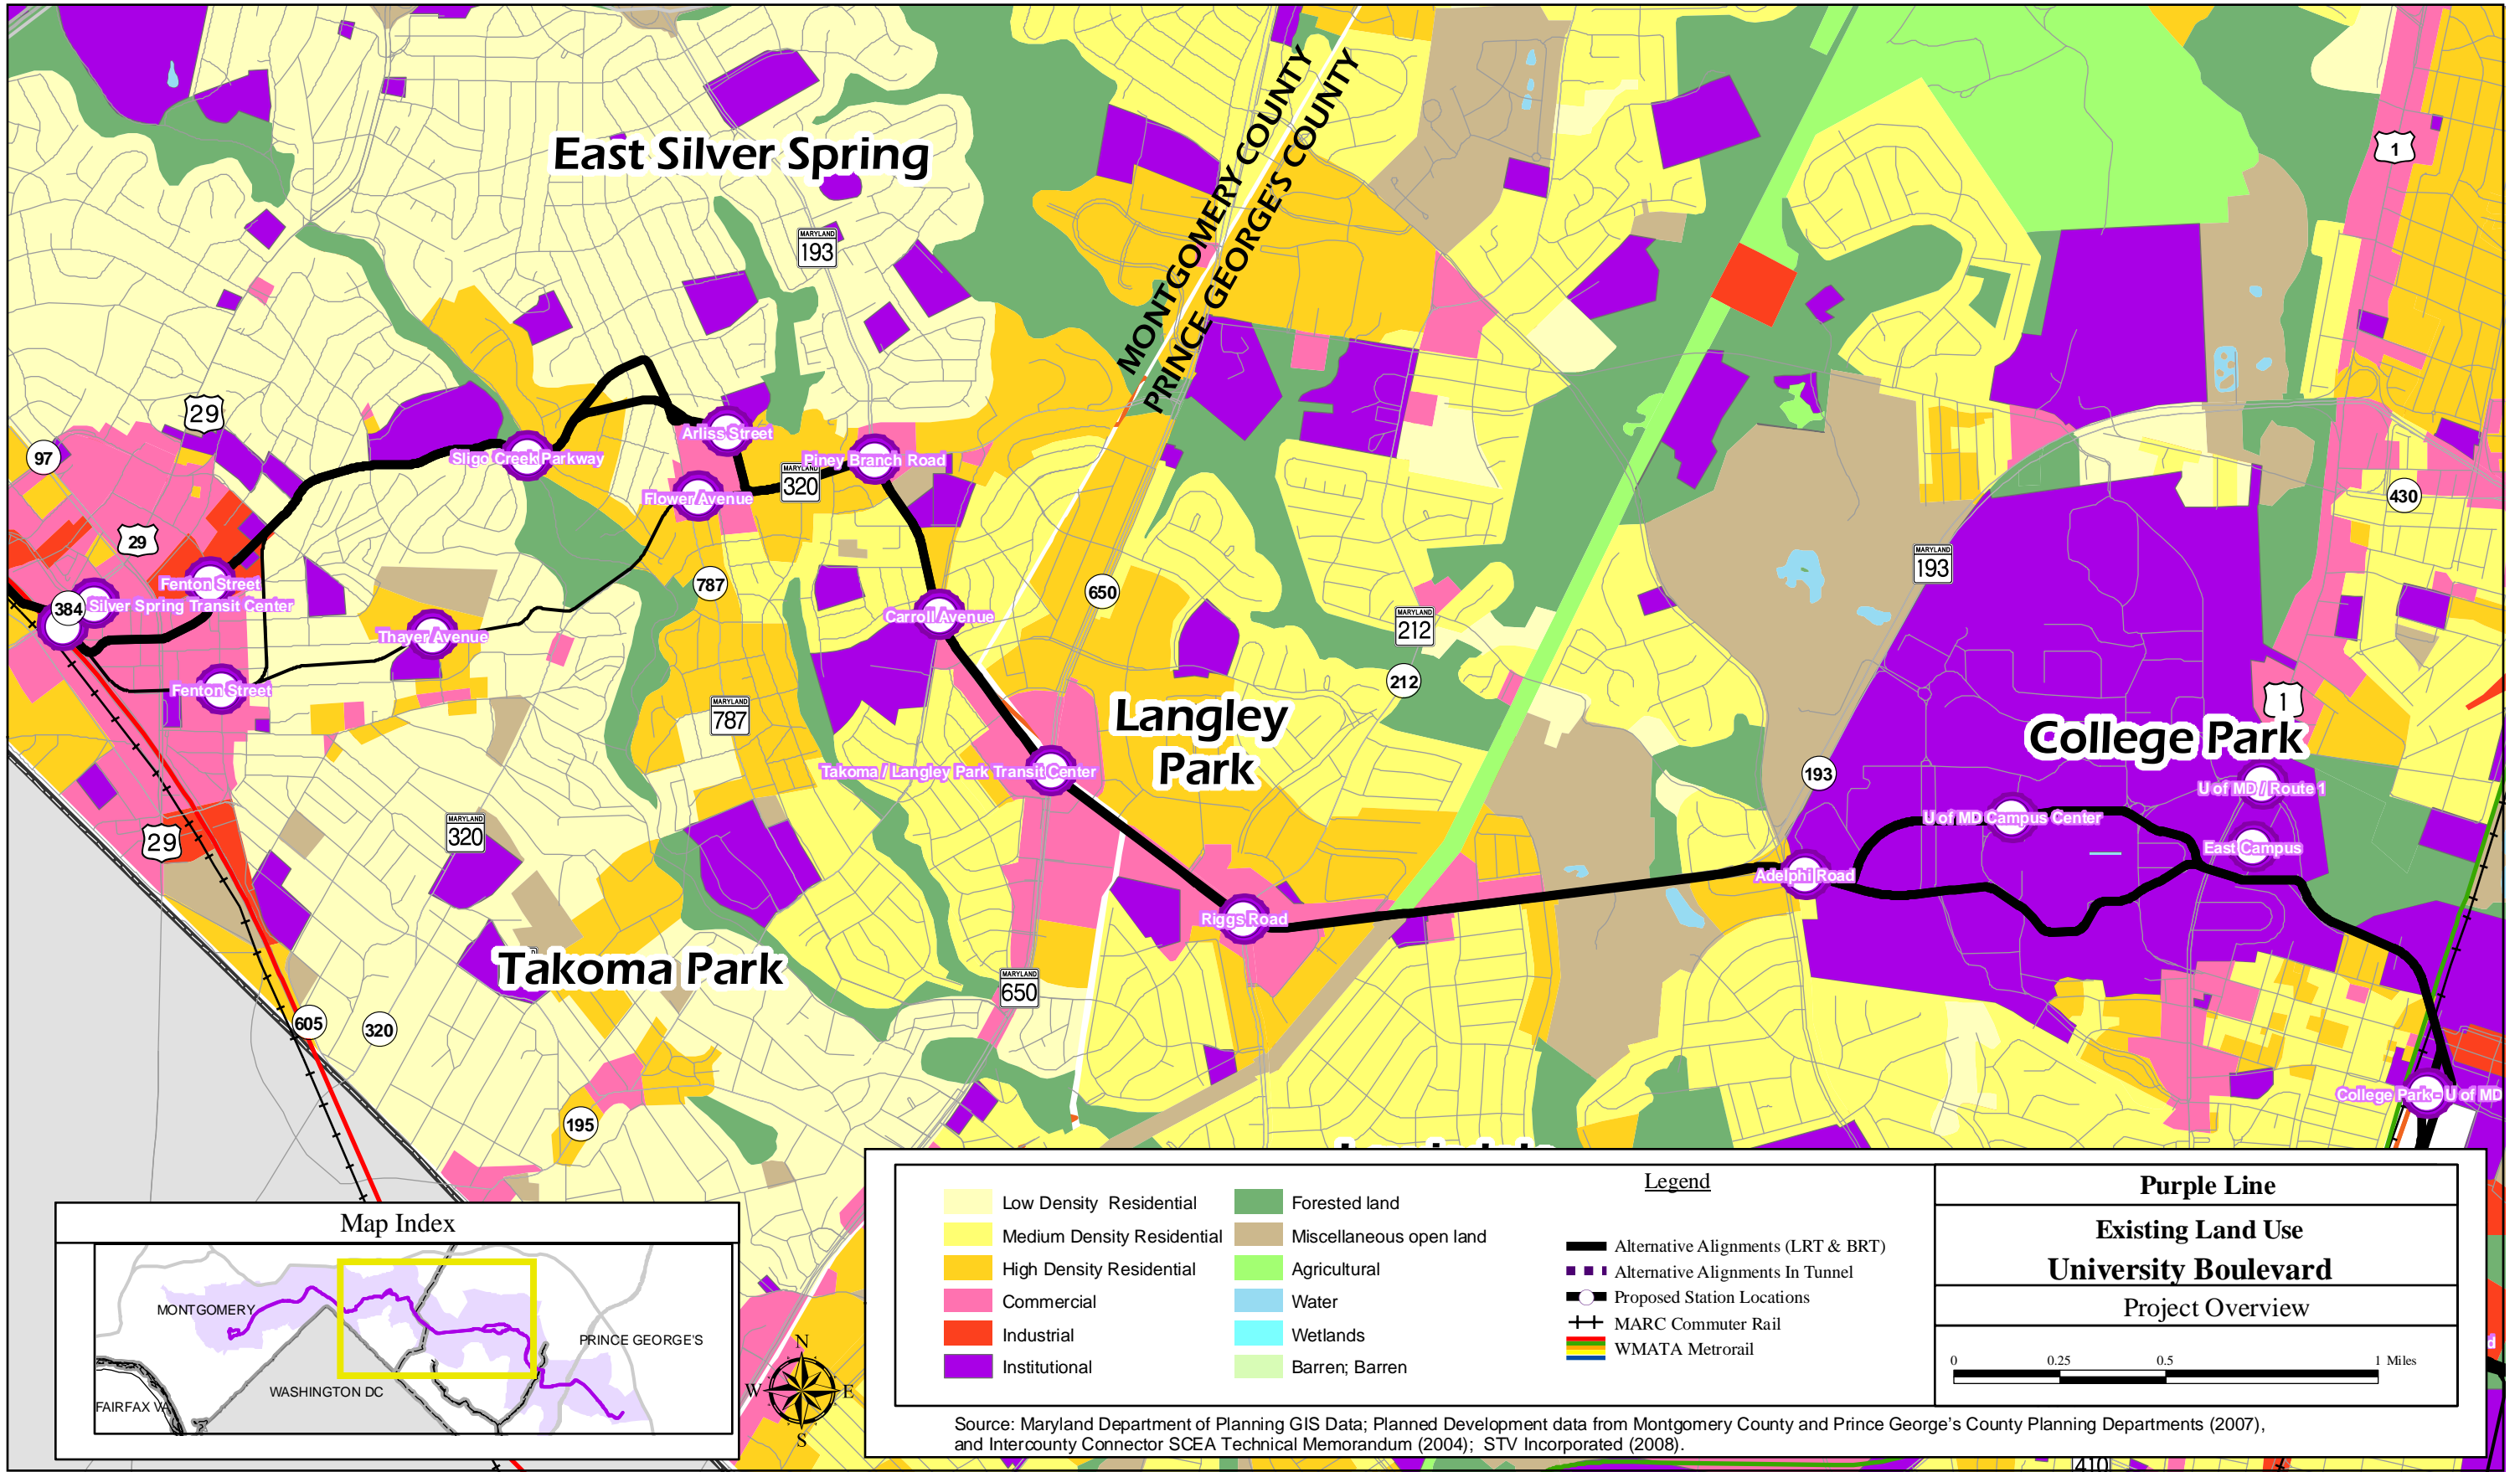 East Silver Spring
MONTGOMERY COUNTY
PRINCE GEORGE'S COUNTY
1
MARYLAND
193
29
97
Sligo Creek Parkway
Arliss Street
Piney Branch Road
MARYLAND
320
Flower Avenue
430
29
Fenton Street
384
Silver Spring Transit Center
787
650
MARYLAND
193
Carroll Avenue
MARYLAND
212
Thayer Avenue
212
Fenton Street
MARYLAND
787
Langley
Park
1
College Park
Takoma / Langley Park Transit Center
193
U of MD / Route 1
U of MD Campus Center
East Campus
29
MARYLAND
320
Adelphi Road
Riggs Road
Takoma Park
MARYLAND
650
605
320
195
College Park - U of MD
Map Index
MONTGOMERY
PRINCE GEORGE'S
WASHINGTON DC
FAIRFAX VA
N
W
E
S
Legend
Low Density Residential
Medium Density Residential
High Density Residential
Commercial
Industrial
Institutional
Forested land
Miscellaneous open land
Agricultural
Water
Wetlands
Barren; Barren
Alternative Alignments (LRT & BRT)
Alternative Alignments In Tunnel
Proposed Station Locations
MARC Commuter Rail
WMATA Metrorail
Purple Line
Existing Land Use
University Boulevard
Project Overview
0 0.25 0.5 1 Miles
Source: Maryland Department of Planning GIS Data; Planned Development data from Montgomery County and Prince George's County Planning Departments (2007),
and Intercounty Connector SCEA Technical Memorandum (2004); STV Incorporated (2008).
410